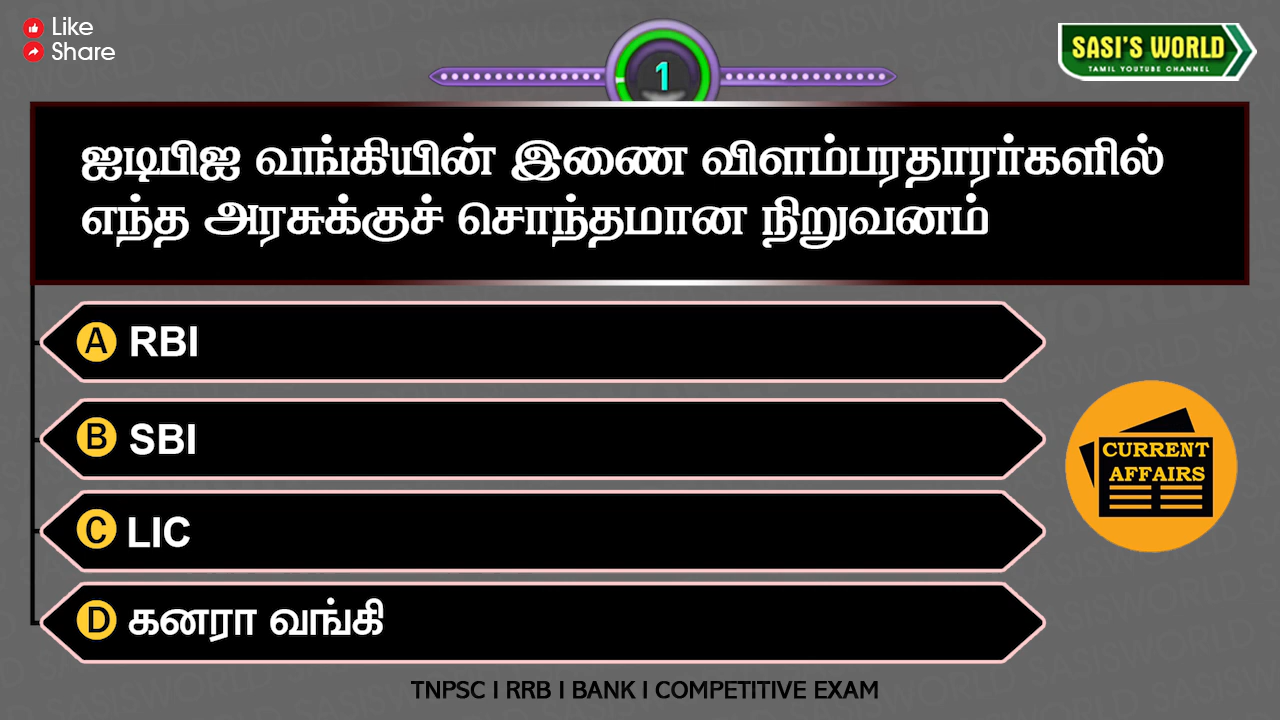 Like
Share
1
SASI'S WORLD
TAMIL YOUTUBE CHANNEL
ஐடிபிஐ வங்கியின் இணை விளம்பரதாரர்களில்
எந்த அரசுக்குச் சொந்தமான நிறுவனம்
A RBI
B SBI
C LIC
D கனரா வங்கி
CURRENT
AFFAIRS
TNPSC I RRB I BANK I COMPETITIVE EXAM